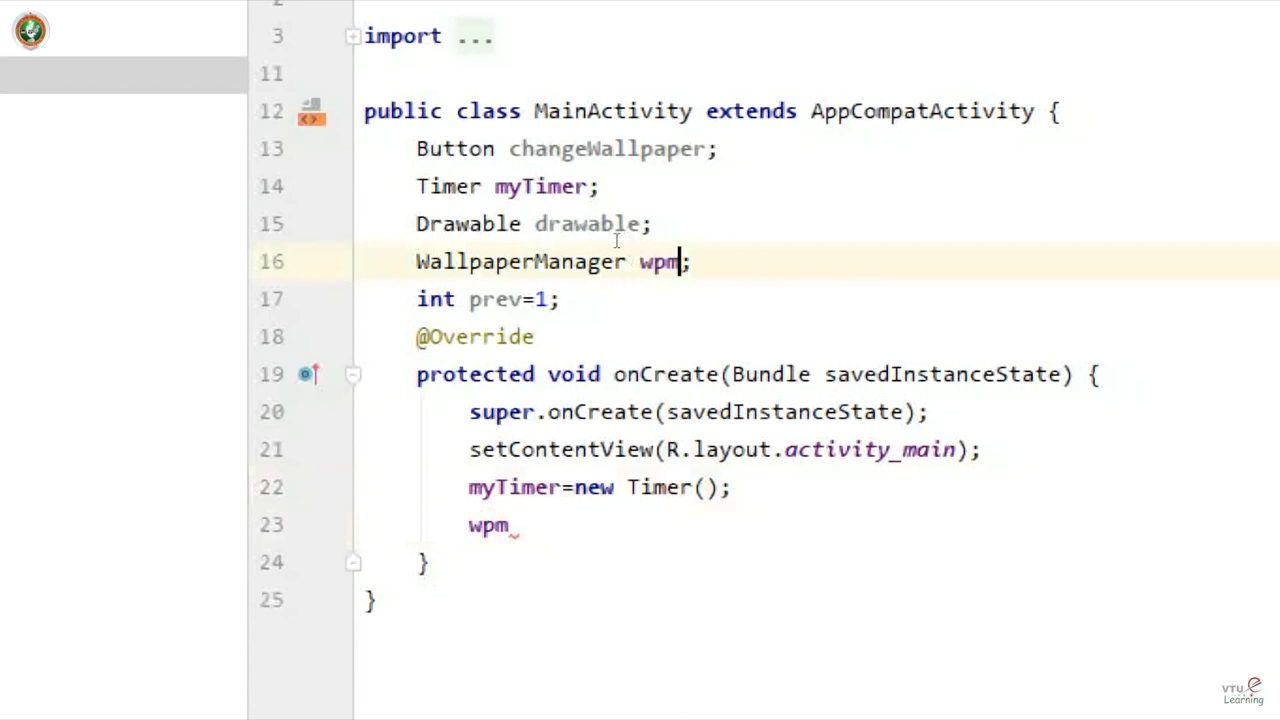 3 import ...
11
12 public class MainActivity extends AppCompatActivity {
13 Button changeWallpaper;
14 Timer myTimer;
15 Drawable drawable;
16 WallpaperManager wpm;
17 int prev=1;
18 @Override
19 protected void onCreate(Bundle savedInstanceState) {
20 super.onCreate(savedInstanceState);
21 setContentView(R.layout.activity_main);
22 myTimer=new Timer();
23 wpm
24 }
25 }
VTU e
Learning